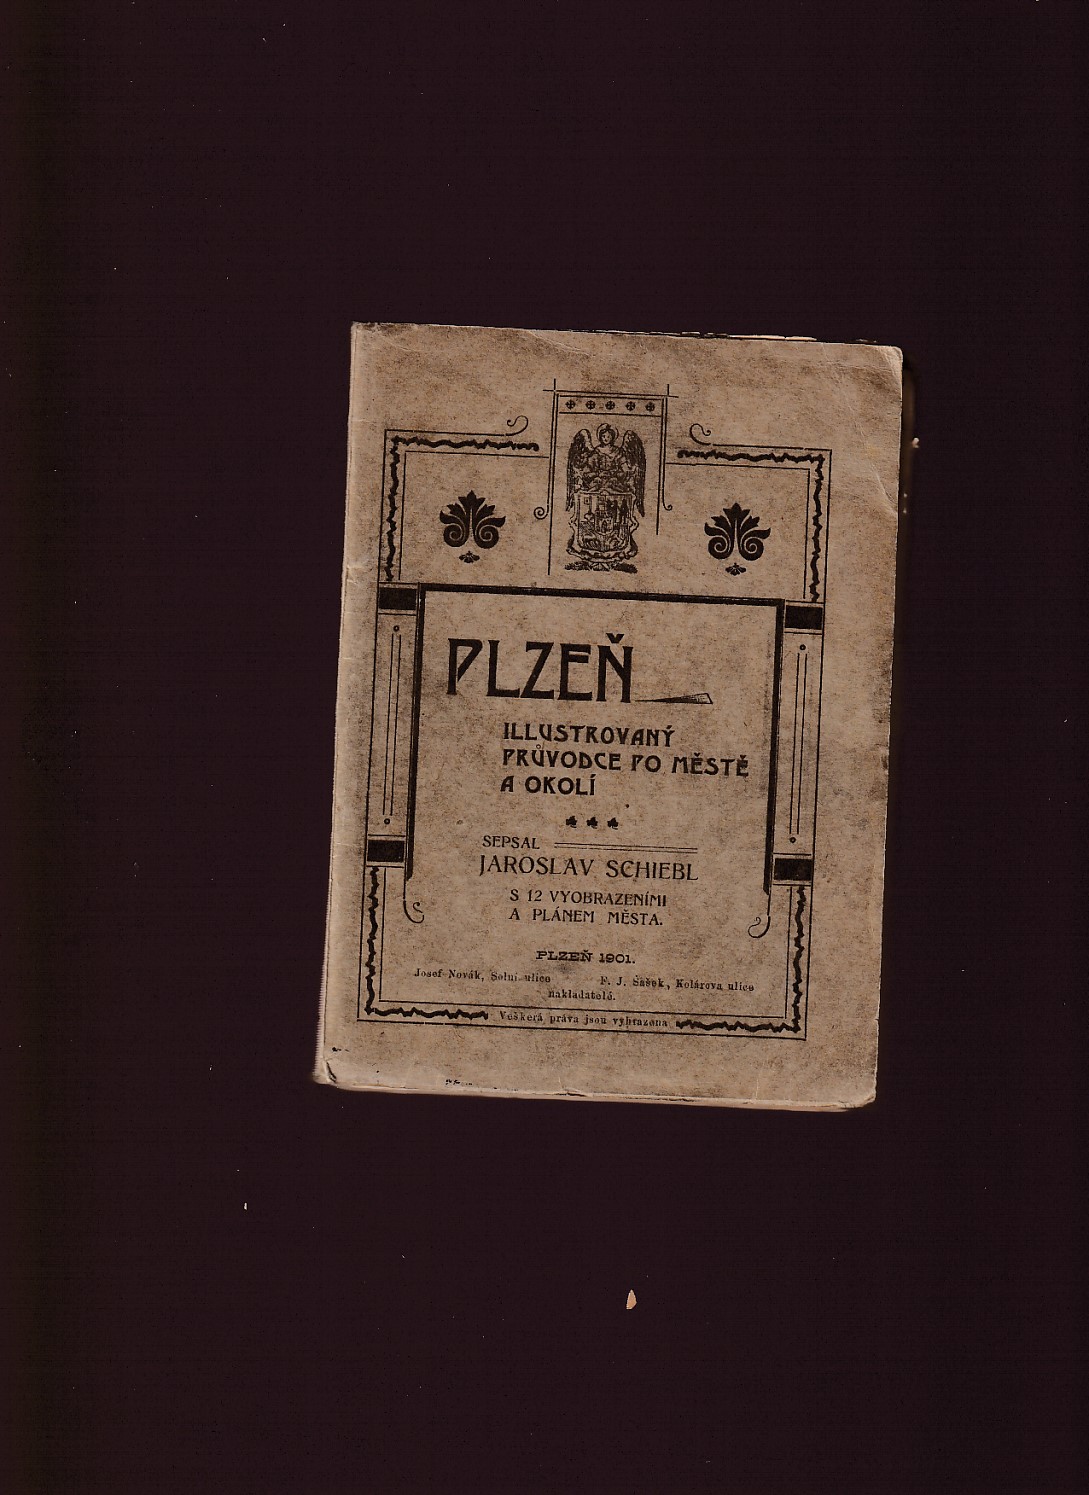 PLZEŇ
ILLUSTROVANÝ
PRŮVODCE PO MĚSTĚ
A OKOLÍ
SEPSAL
JAROSLAV SCHIEBL
S 12 VYOBRAZENÍMI
A PLÁNEM MĚSTA.
PLZEŇ 1901.
Josef Novák, Solní ulice F. J. Šašek, Kolárova ulice
nakladatelé.
Veškerá práva jsou vyhrazena